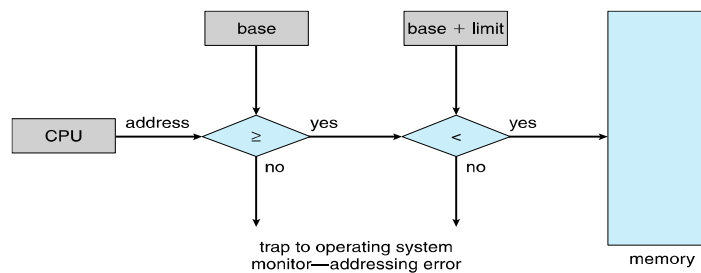 base
base + limit
CPU
address
≥
yes
<
yes
no
no
trap to operating system
monitor—addressing error
memory